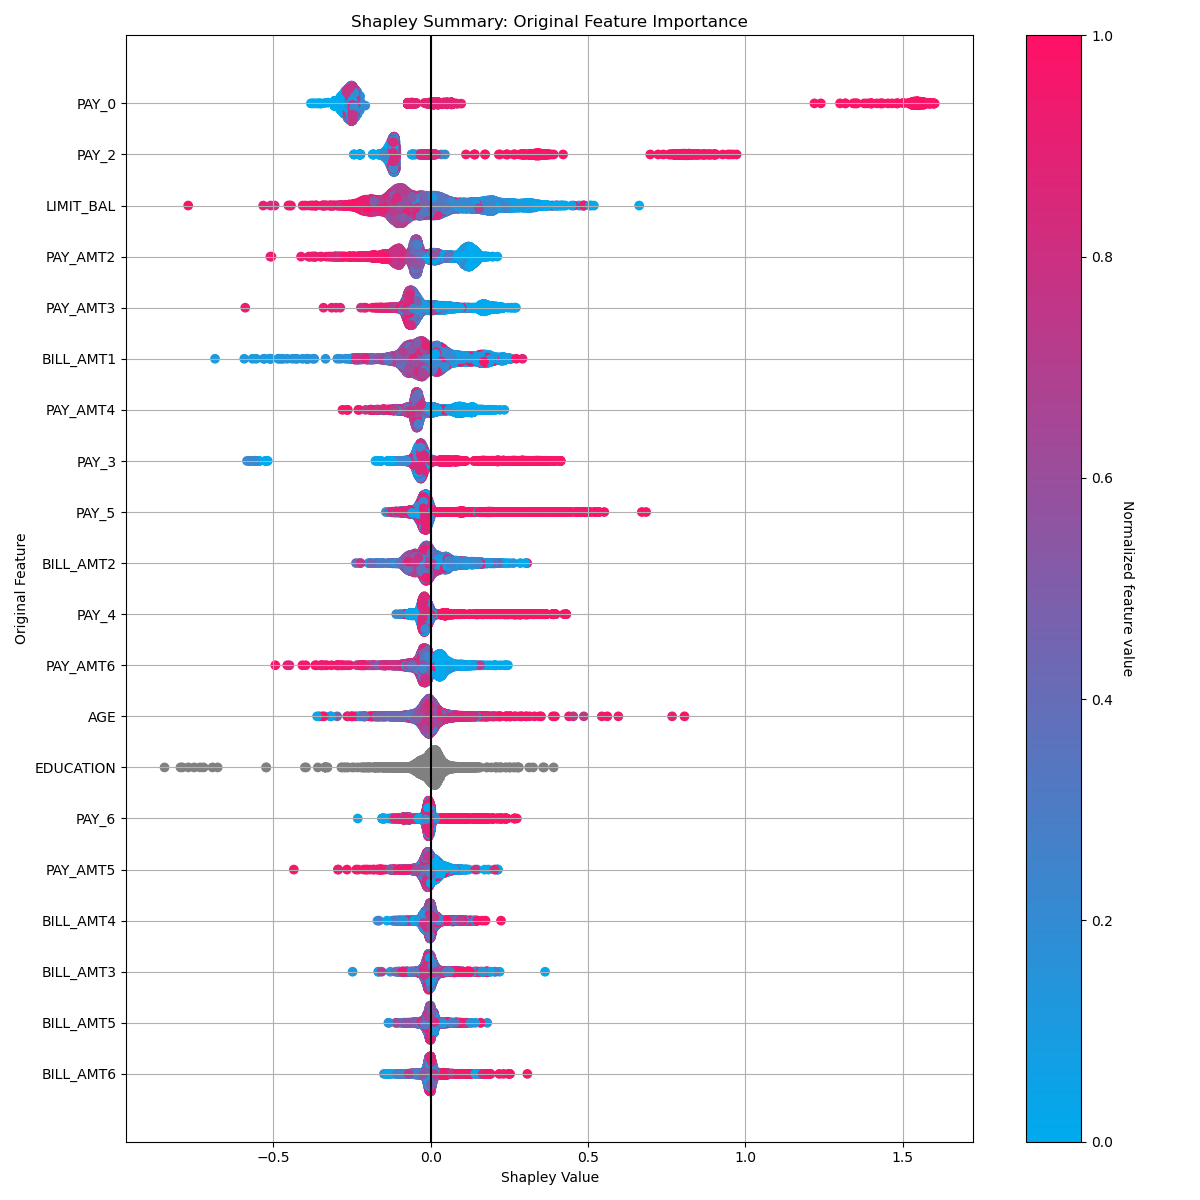 Shapley Summary: Original Feature Importance
PAY_0
PAY_2
LIMIT_BAL
PAY_AMT2
PAY_AMT3
BILL_AMT1
PAY_AMT4
PAY_3
PAY_5
BILL_AMT2
PAY_4
PAY_AMT6
AGE
EDUCATION
PAY_6
PAY_AMT5
BILL_AMT4
BILL_AMT3
BILL_AMT5
BILL_AMT6
Original Feature
−0.5
0.0
0.5
1.0
1.5
Shapley Value
1.0
0.8
0.6
0.4
0.2
0.0
Normalized feature value